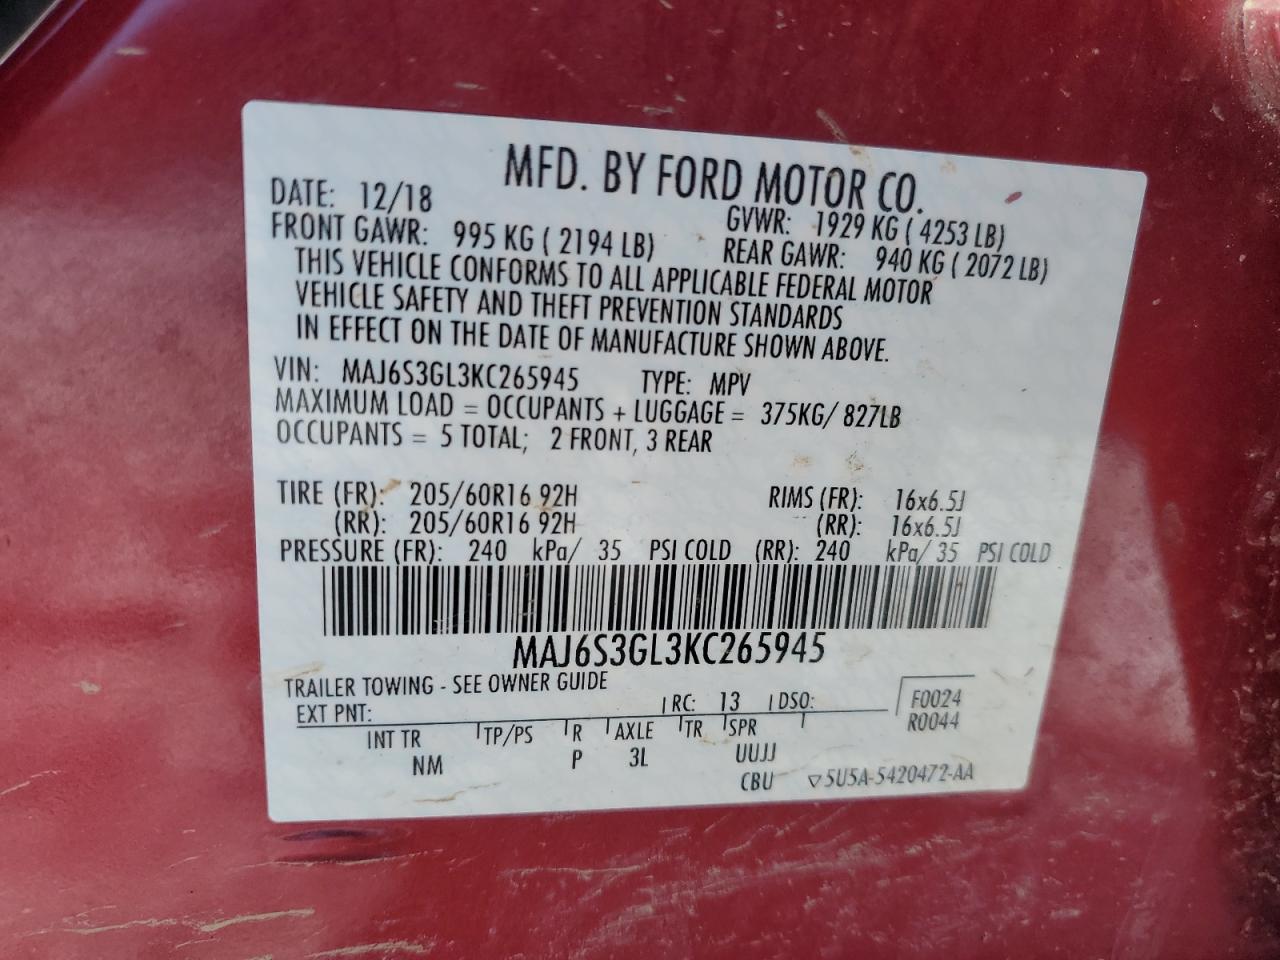 MFD. BY FORD MOTOR CO.
DATE: 12/18 GVWR: 1929 KG ( 4253 LB)
FRONT GAWR: 995 KG ( 2194 LB) REAR GAWR: 940 KG ( 2072 LB)
THIS VEHICLE CONFORMS TO ALL APPLICABLE FEDERAL MOTOR
VEHICLE SAFETY AND THEFT PREVENTION STANDARDS
IN EFFECT ON THE DATE OF MANUFACTURE SHOWN ABOVE.
VIN: MAJ6S3GL3KC265945 TYPE: MPV
MAXIMUM LOAD = OCCUPANTS + LUGGAGE = 375KG/ 827LB
OCCUPANTS = 5 TOTAL; 2 FRONT, 3 REAR
TIRE (FR): 205/60R16 92H RIMS (FR): 16x6.5J
(RR): 205/60R16 92H (RR): 16x6.5J
PRESSURE (FR): 240 kPa/ 35 PSI COLD (RR): 240 kPa/ 35 PSI COLD
MAJ6S3GL3KC265945
TRAILER TOWING - SEE OWNER GUIDE
EXT PNT: RC: 13 DSO: F0024
R0044
INT TR TP/PS R AXLE TR SPR
NM P 3L UUJJ
CBU ▽5U5A-5420472-AA